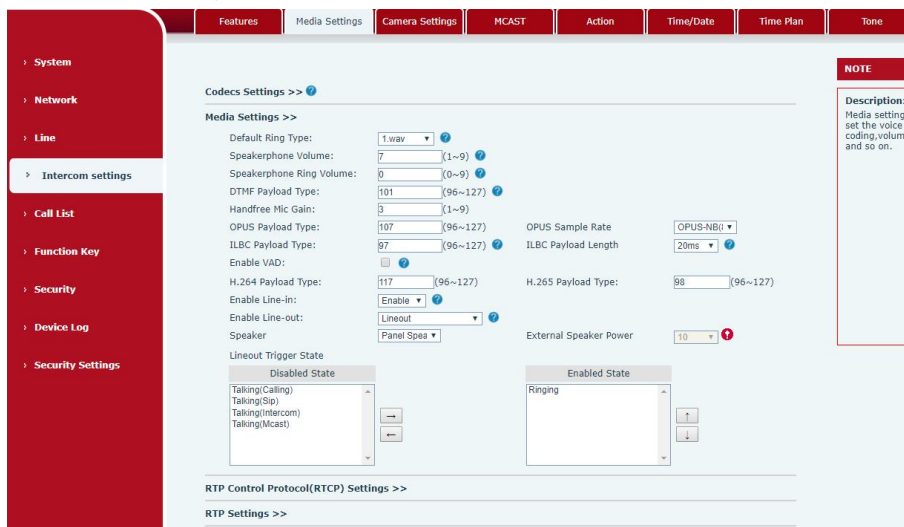 Features Media Settings Camera Settings MCAST Action Time/Date Time Plan Tone
› System
› Network
› Line
› Intercom settings
› Call List
› Function Key
› Security
› Device Log
› Security Settings
Codecs Settings >>
Media Settings >>
Default Ring Type: 1.wav
Speakerphone Volume: 7 (1~9)
Speakerphone Ring Volume: 0 (0~9)
DTMF Payload Type: 101 (96~127)
Handfree Mic Gain: 3 (1~9)
OPUS Payload Type: 107 (96~127) OPUS Sample Rate OPUS-NB(
ILBC Payload Type: 97 (96~127) ILBC Payload Length 20ms
Enable VAD:
H.264 Payload Type: 117 (96~127) H.265 Payload Type: 98 (96~127)
Enable Line-in: Enable
Enable Line-out: Lineout
Speaker Panel Spea External Speaker Power 10
Lineout Trigger State
Disabled State Enabled State
Talking(Calling) Ringing
Talking(Sip)
Talking(Intercom)
Talking(Mcast)
→ ↑
← ↓
RTP Control Protocol(RTCP) Settings >>
RTP Settings >>
NOTE
Description:
Media setting
set the voice
coding,volum
and so on.